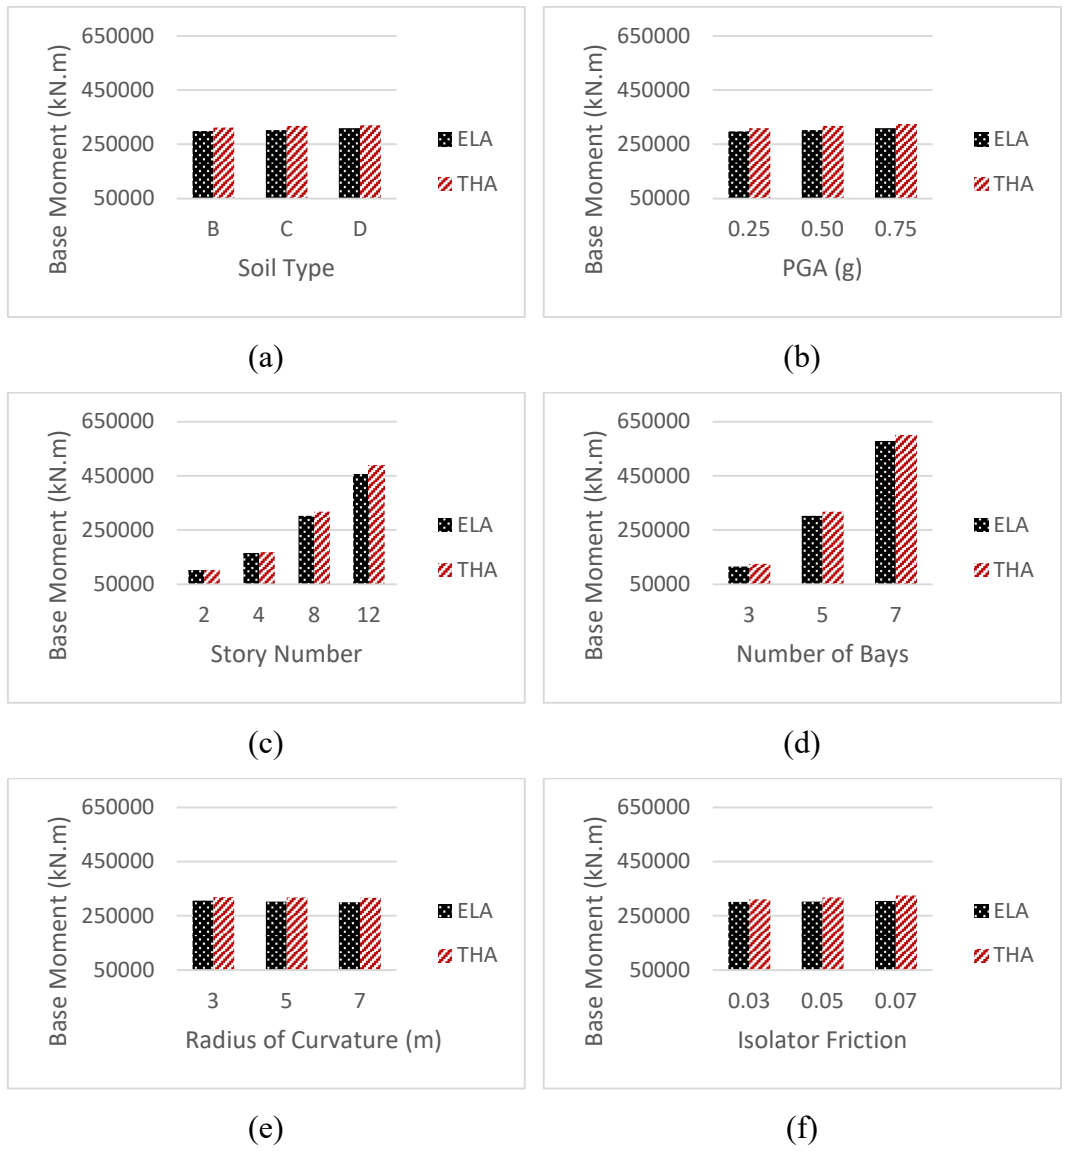 650000
450000
250000
50000
Base Moment (kN.m)
B C D
Soil Type
ELA
THA
(a)
650000
450000
250000
50000
Base Moment (kN.m)
0.25 0.50 0.75
PGA (g)
ELA
THA
(b)
650000
450000
250000
50000
Base Moment (kN.m)
2 4 8 12
Story Number
ELA
THA
(c)
650000
450000
250000
50000
Base Moment (kN.m)
3 5 7
Number of Bays
ELA
THA
(d)
650000
450000
250000
50000
Base Moment (kN.m)
3 5 7
Radius of Curvature (m)
ELA
THA
(e)
650000
450000
250000
50000
Base Moment (kN.m)
0.03 0.05 0.07
Isolator Friction
ELA
THA
(f)